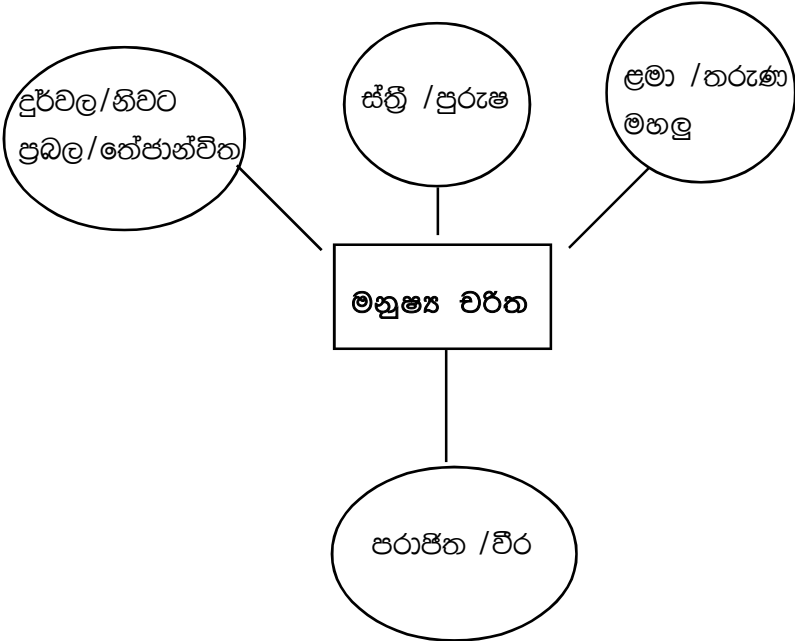 දුර්වල/නිවට
ප්‍රබල/තේජාන්විත
ස්ත්‍රී /පුරුෂ
ළමා /තරුණ
මහලු
මනුෂ්‍ය චරිත
පරාජිත /වීර